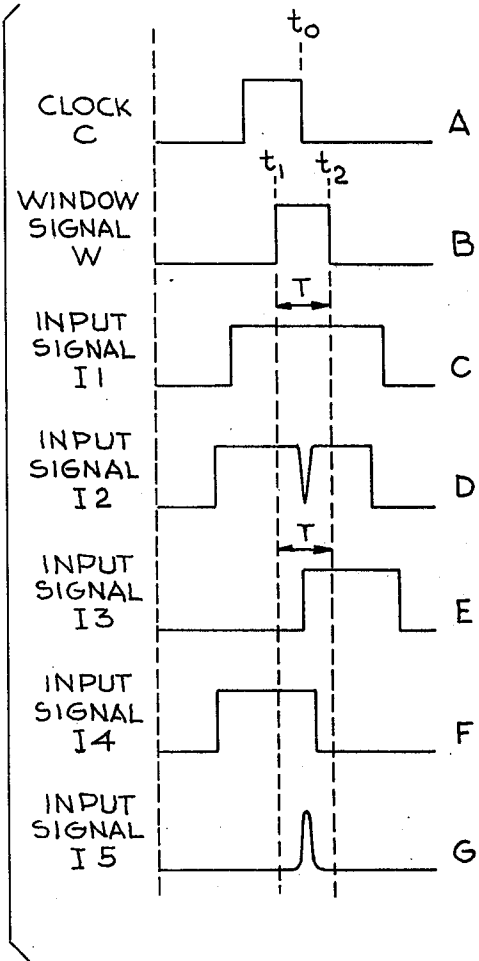 t0
CLOCK
C
A
t1
t2
WINDOW
SIGNAL
W
B
T
INPUT
SIGNAL
I1
C
INPUT
SIGNAL
I2
D
T
INPUT
SIGNAL
I3
E
INPUT
SIGNAL
I4
F
INPUT
SIGNAL
I5
G